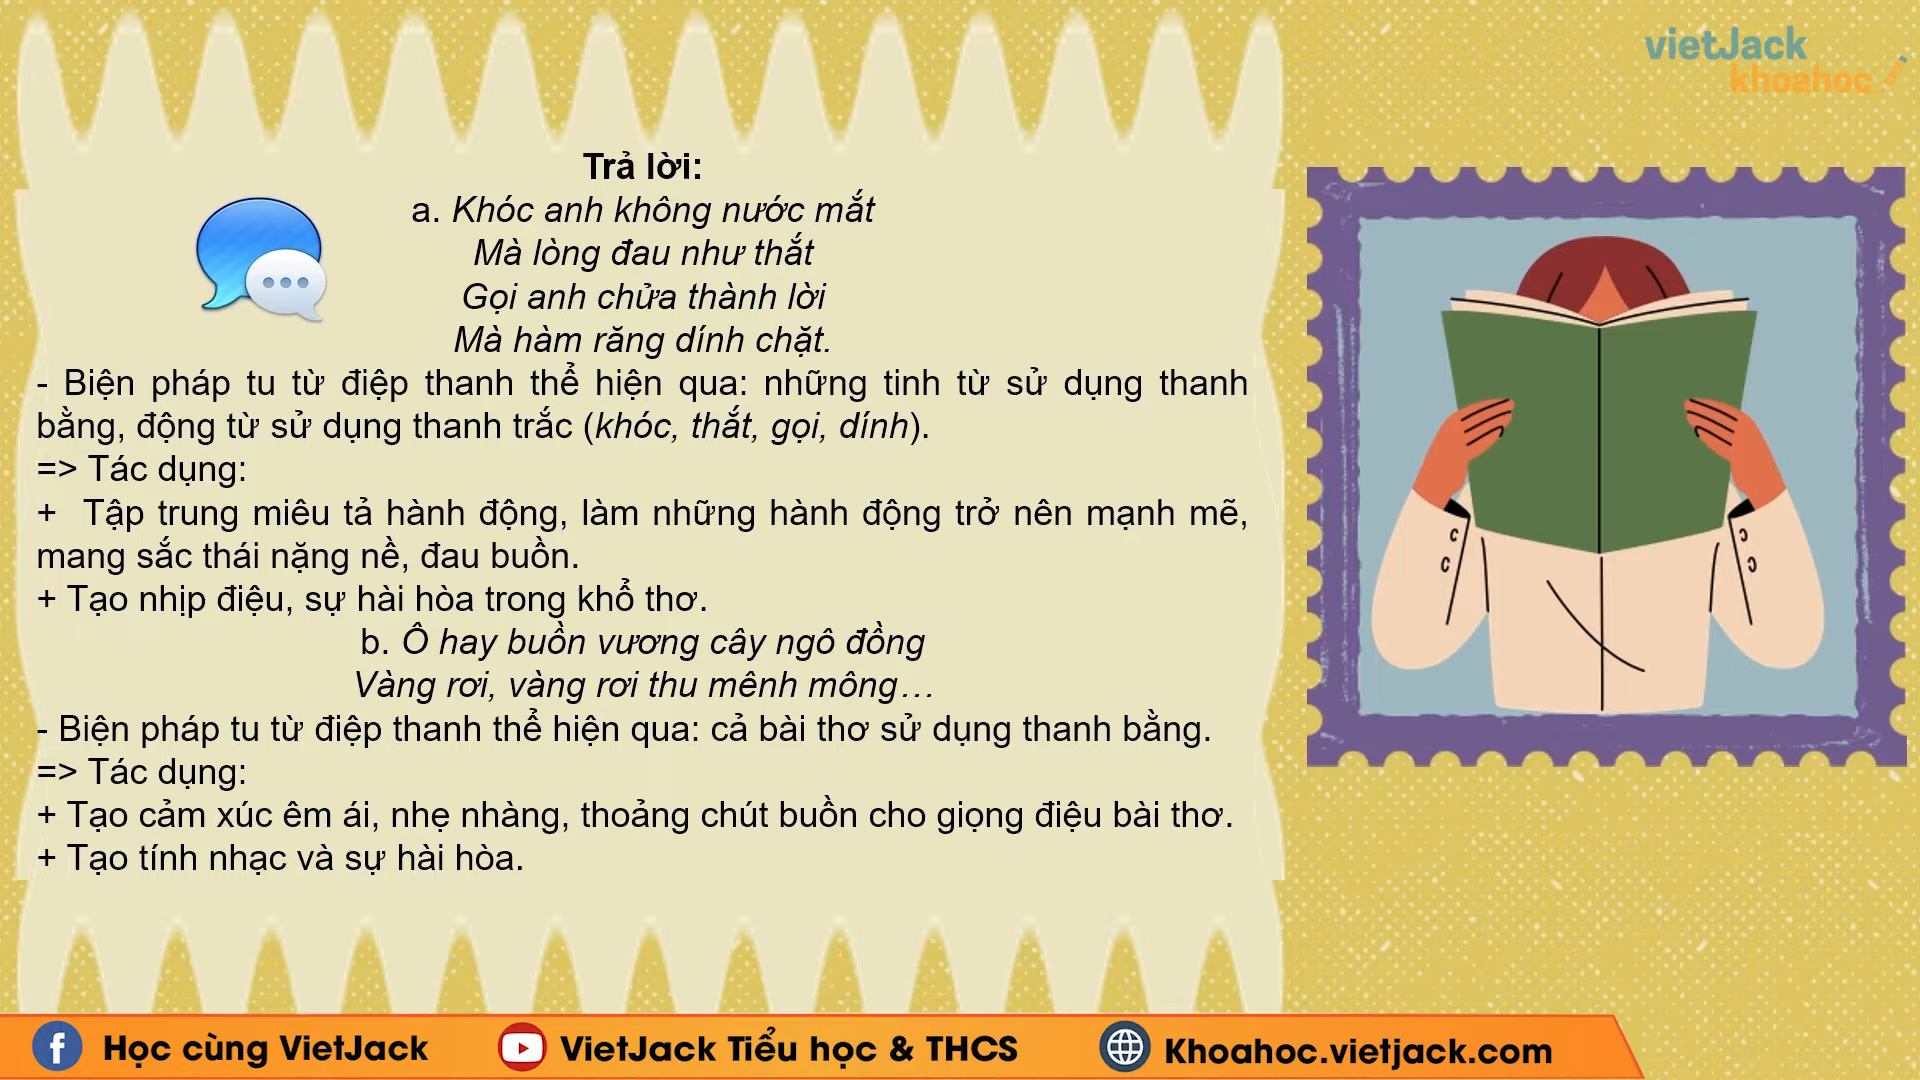 vietJack
khoahoc
Trả lời:
a. Khóc anh không nước mắt
Mà lòng đau như thắt
Gọi anh chửa thành lời
Mà hàm răng dính chặt.
- Biện pháp tu từ điệp thanh thể hiện qua: những tinh từ sử dụng thanh
bằng, động từ sử dụng thanh trắc (khóc, thắt, gọi, dính).
=> Tác dụng:
+ Tập trung miêu tả hành động, làm những hành động trở nên mạnh mẽ,
mang sắc thái nặng nề, đau buồn.
+ Tạo nhịp điệu, sự hài hòa trong khổ thơ.
b. Ô hay buồn vương cây ngô đồng
Vàng rơi, vàng rơi thu mênh mông…
- Biện pháp tu từ điệp thanh thể hiện qua: cả bài thơ sử dụng thanh bằng.
=> Tác dụng:
+ Tạo cảm xúc êm ái, nhẹ nhàng, thoảng chút buồn cho giọng điệu bài thơ.
+ Tạo tính nhạc và sự hài hòa.
Học cùng VietJack
VietJack Tiểu học & THCS
Khoahoc.vietjack.com